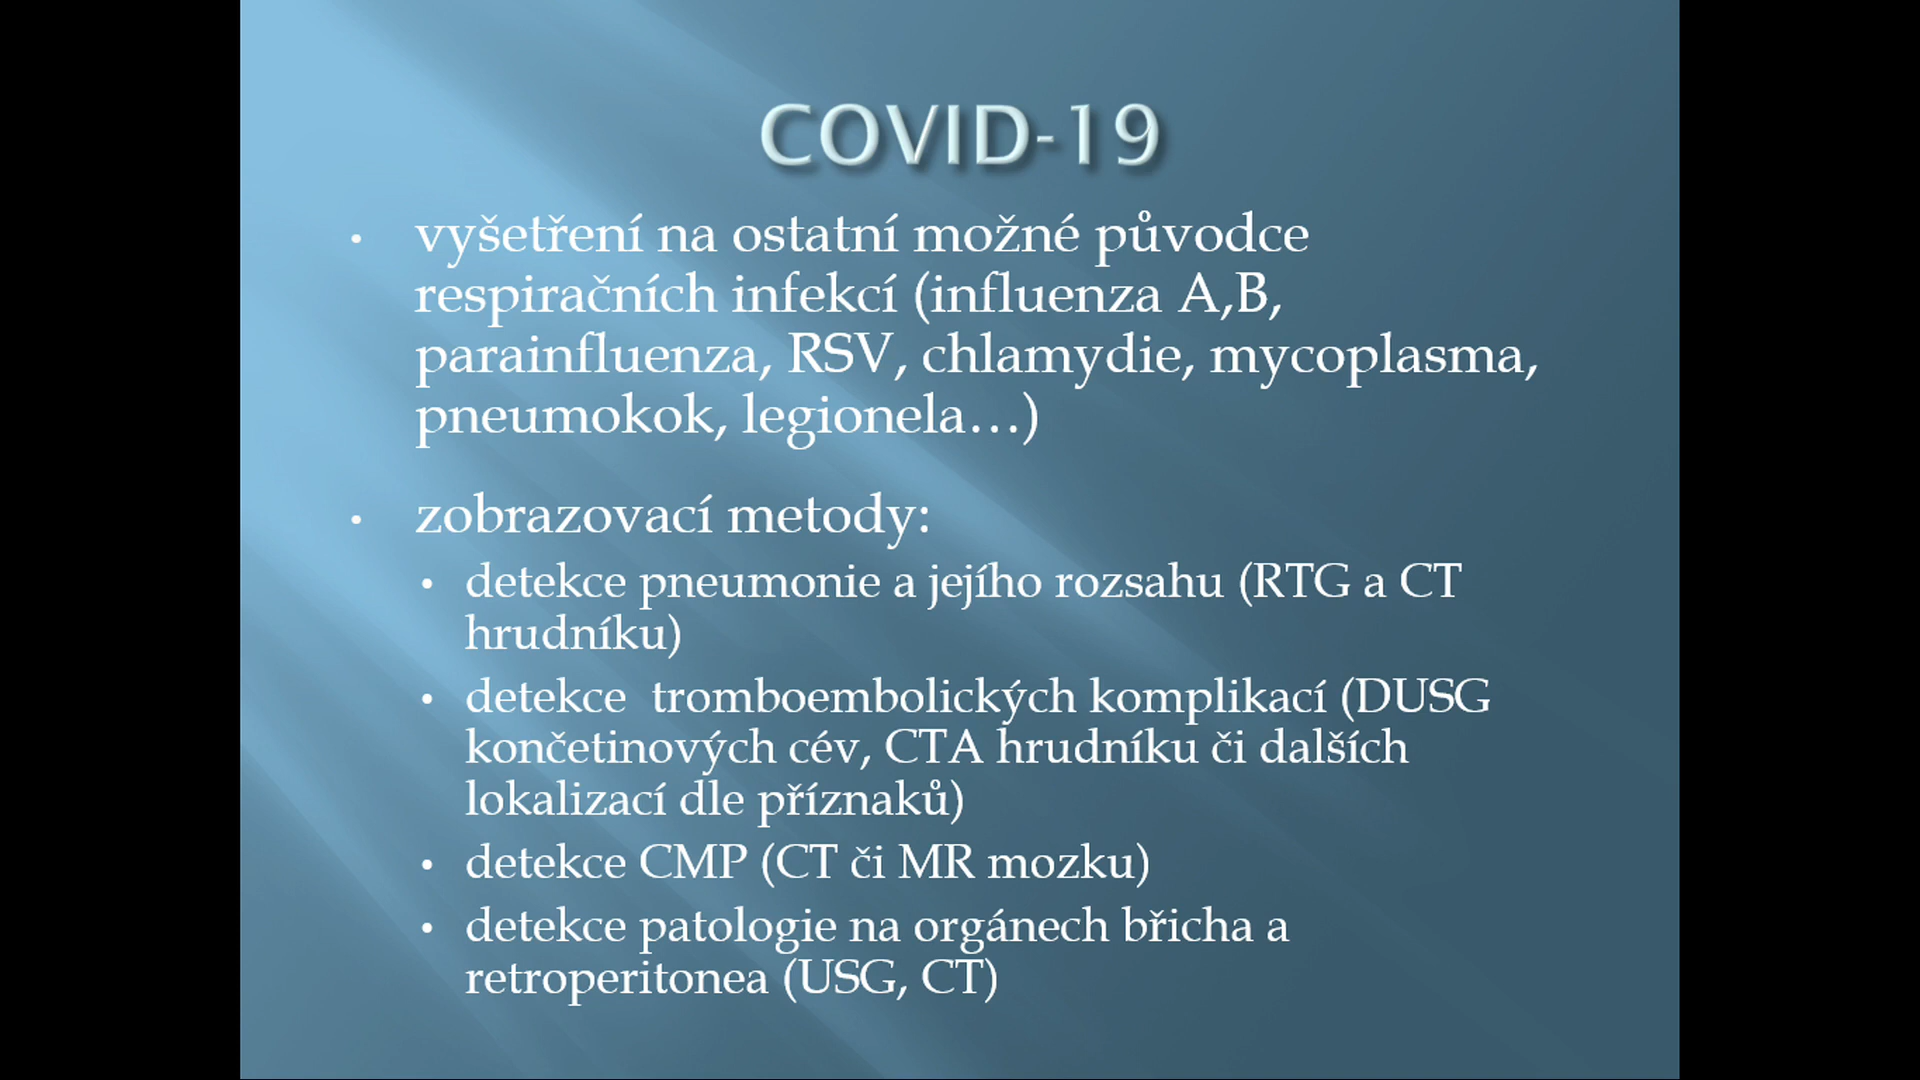 COVID-19
• vyšetření na ostatní možné původce
respiračních infekcí (influenza A,B,
parainfluenza, RSV, chlamydie, mycoplasma,
pneumokok, legionela…)
• zobrazovací metody:
• detekce pneumonie a jejího rozsahu (RTG a CT
hrudníku)
• detekce  tromboembolických komplikací (DUSG
končetinových cév, CTA hrudníku či dalších
lokalizací dle příznaků)
• detekce CMP (CT či MR mozku)
• detekce patologie na orgánech břicha a
retroperitonea (USG, CT)